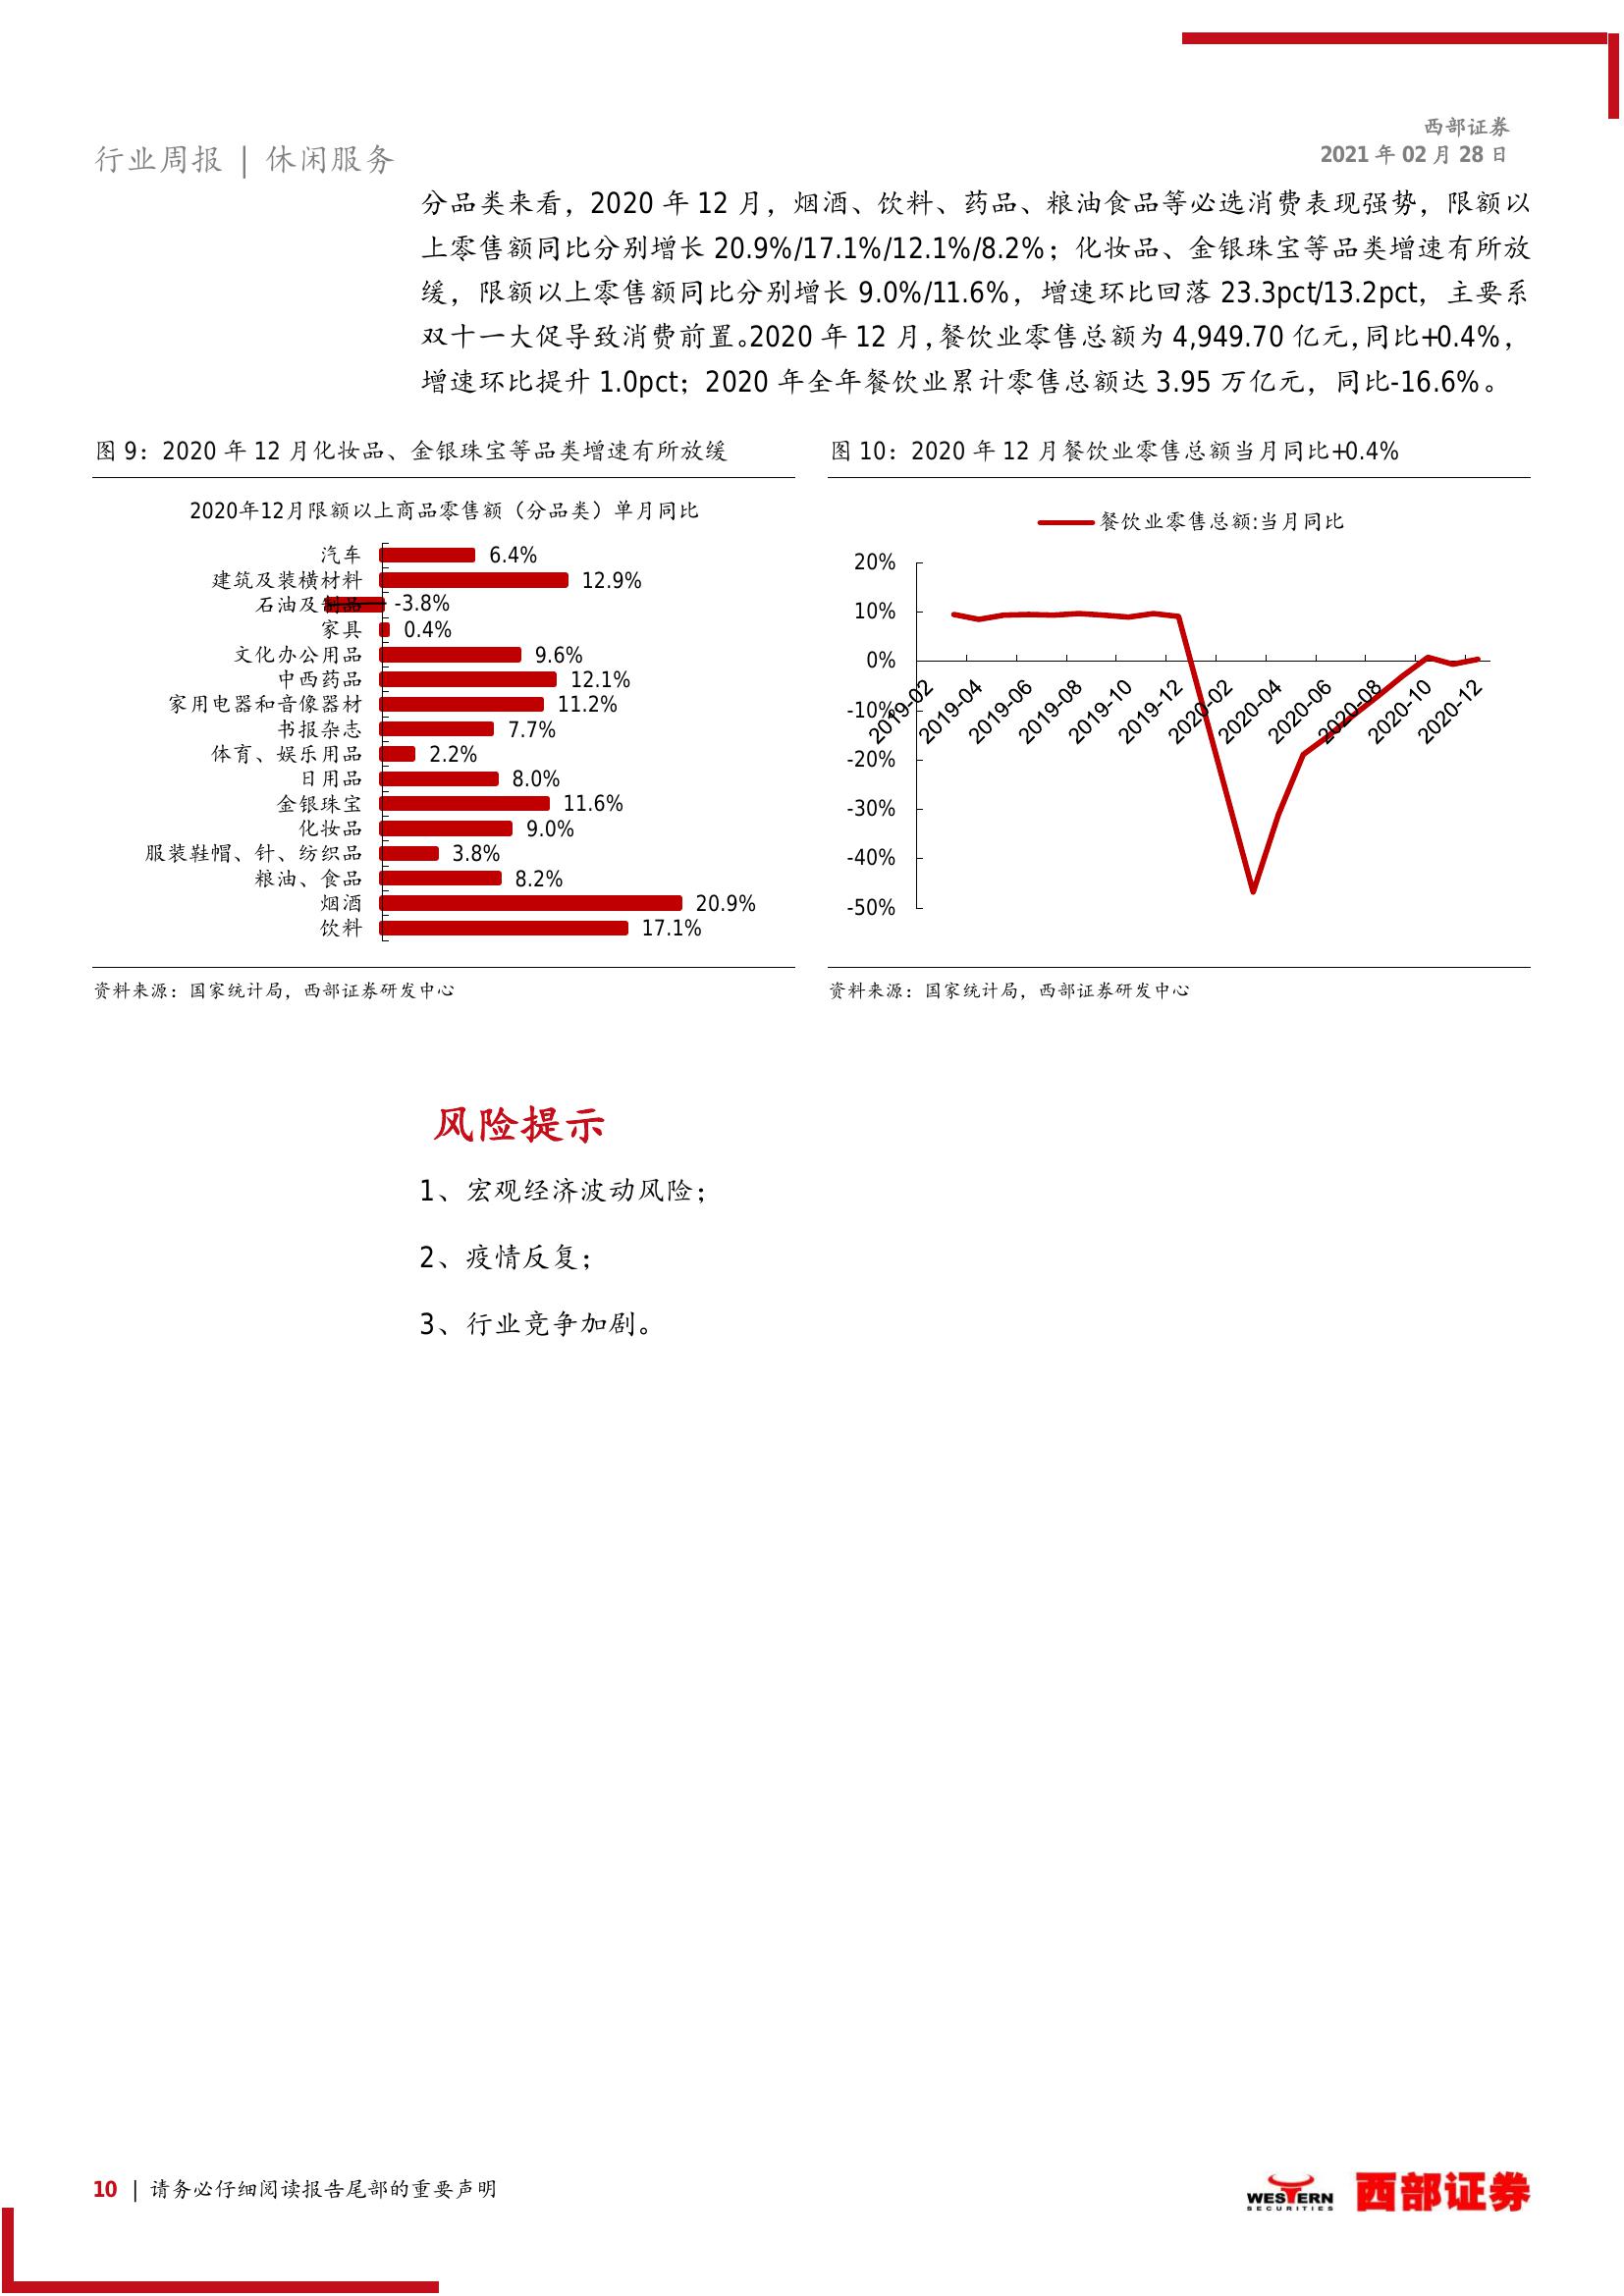 西部证券
行业周报 | 休闲服务
2021 年 02 月 28 日
分品类来看，2020 年 12 月，烟酒、饮料、药品、粮油食品等必选消费表现强势，限额以
上零售额同比分别增长 20.9%/17.1%/12.1%/8.2%；化妆品、金银珠宝等品类增速有所放
缓，限额以上零售额同比分别增长 9.0%/11.6%，增速环比回落 23.3pct/13.2pct，主要系
双十一大促导致消费前置。2020 年 12 月，餐饮业零售总额为 4,949.70 亿元，同比+0.4%，
增速环比提升 1.0pct；2020 年全年餐饮业累计零售总额达 3.95 万亿元，同比-16.6%。
图 9：2020 年 12 月化妆品、金银珠宝等品类增速有所放缓
2020年12月限额以上商品零售额（分品类）单月同比
汽车 6.4%
建筑及装横材料 12.9%
石油及制品 -3.8%
家具 0.4%
文化办公用品 9.6%
中西药品 12.1%
家用电器和音像器材 11.2%
书报杂志 7.7%
体育、娱乐用品 2.2%
日用品 8.0%
金银珠宝 11.6%
化妆品 9.0%
服装鞋帽、针、纺织品 3.8%
粮油、食品 8.2%
烟酒 20.9%
饮料 17.1%
资料来源：国家统计局，西部证券研发中心
图 10：2020 年 12 月餐饮业零售总额当月同比+0.4%
餐饮业零售总额:当月同比
20%
10%
0%
-10%
-20%
-30%
-40%
-50%
2019-02
2019-04
2019-06
2019-08
2019-10
2019-12
2020-02
2020-04
2020-06
2020-08
2020-10
2020-12
资料来源：国家统计局，西部证券研发中心
风险提示
1、宏观经济波动风险；
2、疫情反复；
3、行业竞争加剧。
10 | 请务必仔细阅读报告尾部的重要声明
WESTERN
SECURITIES
西部证券